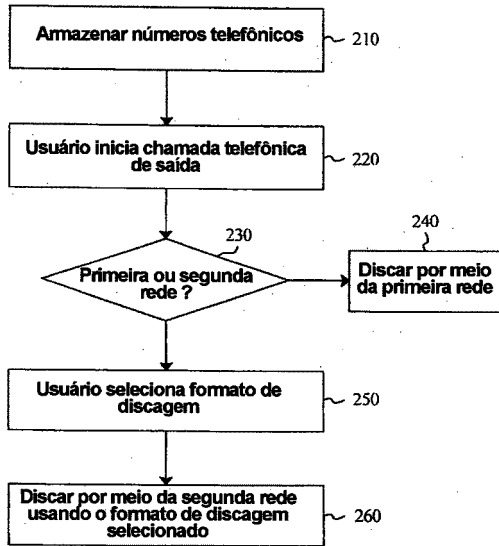 Armazenar números telefônicos
210
Usuário inicia chamada telefônica
de saída
220
230
240
Primeira ou segunda
rede ?
Discar por meio
da primeira rede
Usuário seleciona formato de
discagem
250
Discar por meio da segunda rede
usando o formato de discagem
selecionado
260